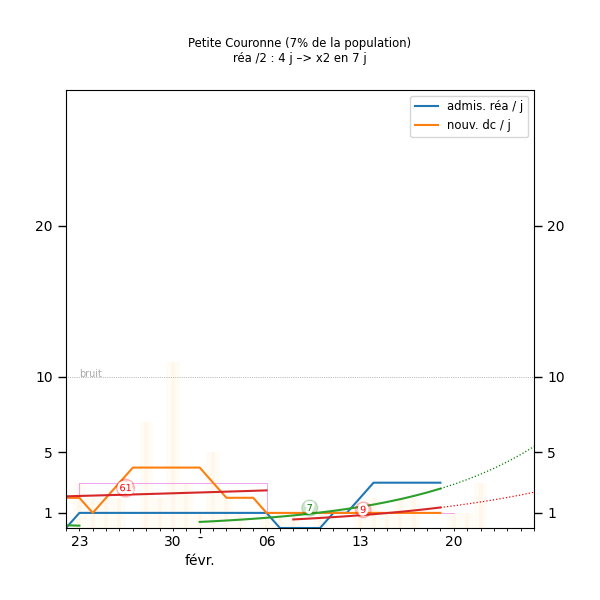 Petite Couronne (7% de la population)
réa /2 : 4 j –> x2 en 7 j
admis. réa / j
nouv. dc / j
20
20
10
10
bruit
5
5
61
7
9
1
1
23
30
-
06
13
20
févr.